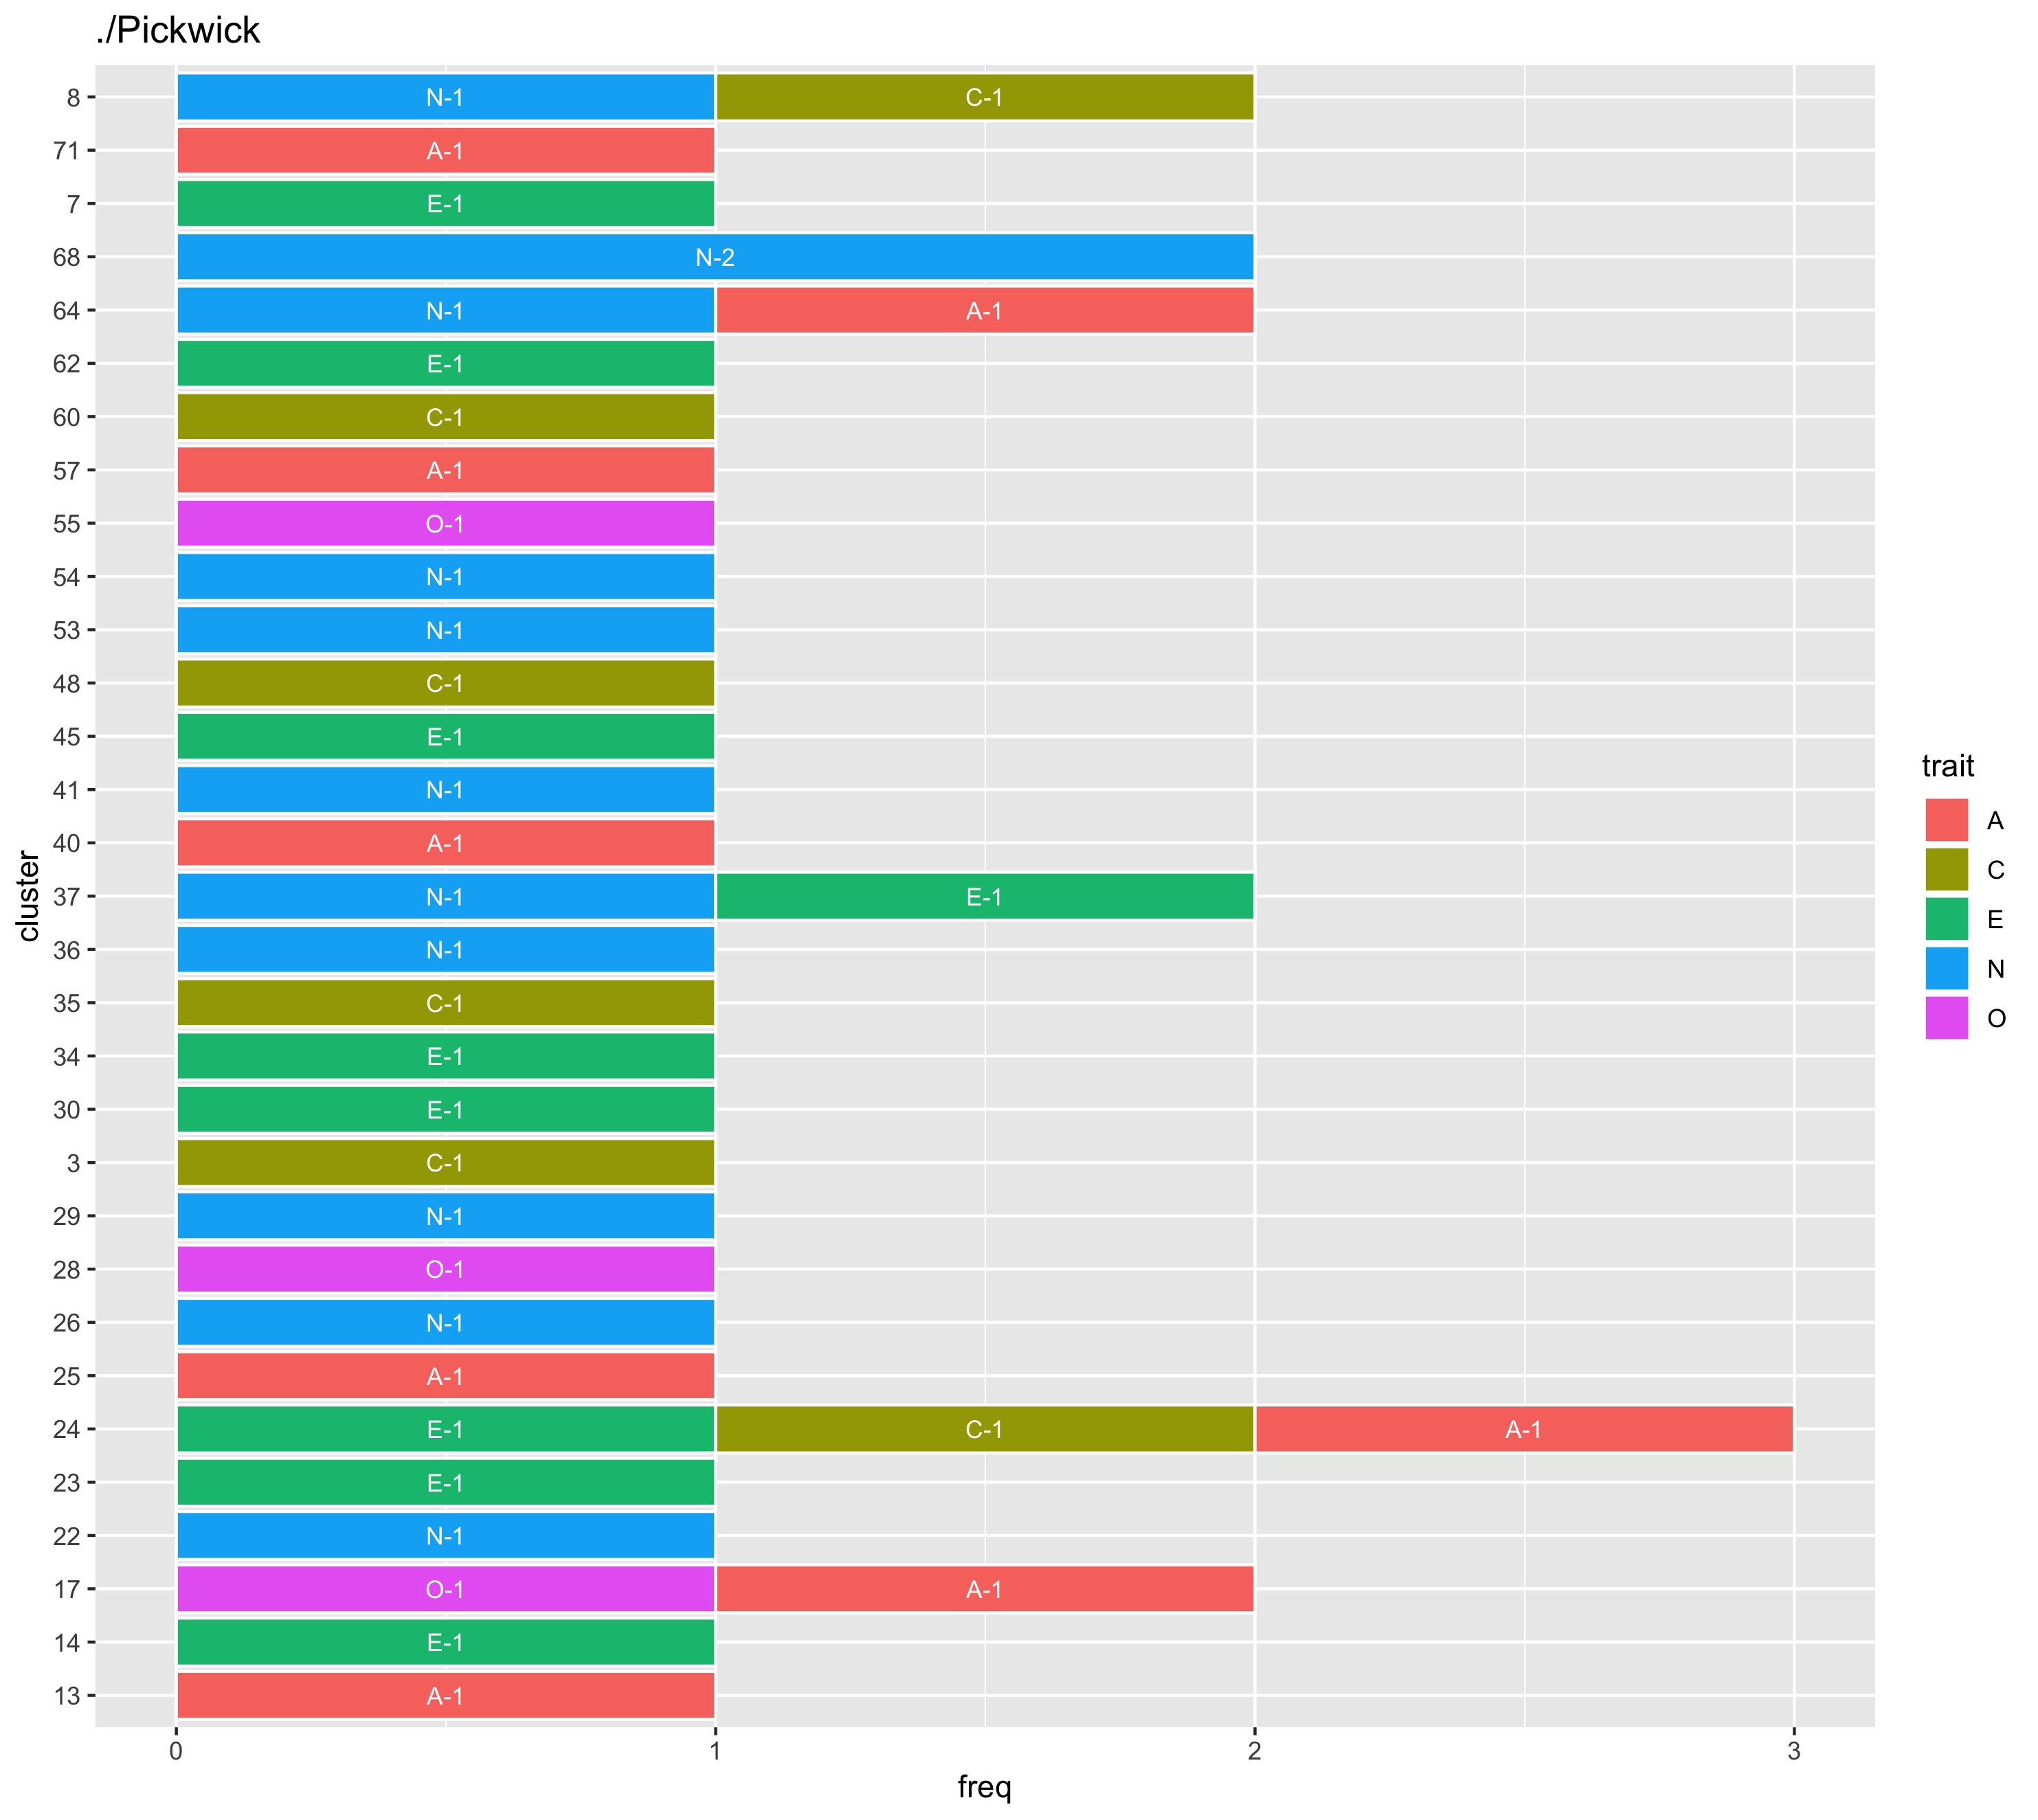 ./Pickwick
8 N-1 C-1
71 A-1
7 E-1
68 N-2
64 N-1 A-1
62 E-1
60 C-1
57 A-1
55 O-1
54 N-1
53 N-1
48 C-1
45 E-1
41 N-1
40 A-1
37 N-1 E-1
36 N-1
35 C-1
34 E-1
30 E-1
3 C-1
29 N-1
28 O-1
26 N-1
25 A-1
24 E-1 C-1 A-1
23 E-1
22 N-1
17 O-1 A-1
14 E-1
13 A-1
0 1 2 3
freq
cluster
trait
A
C
E
N
O